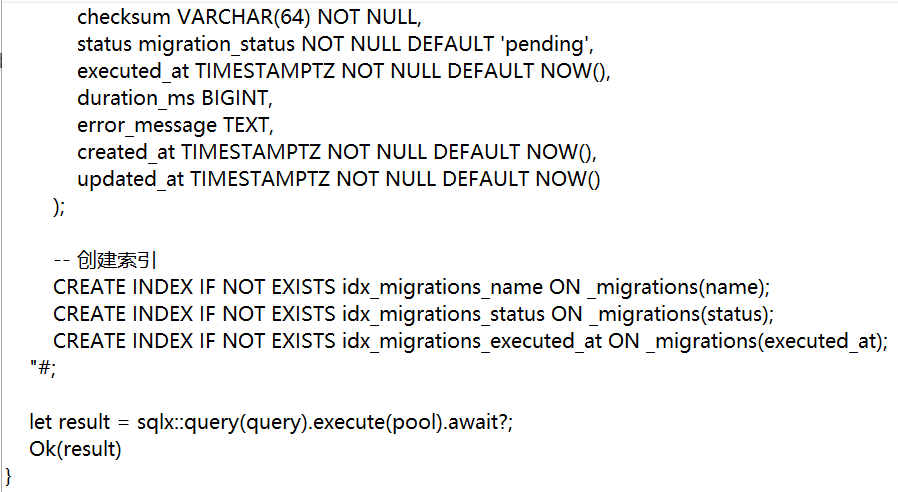 checksum VARCHAR(64) NOT NULL,
status migration_status NOT NULL DEFAULT 'pending',
executed_at TIMESTAMPTZ NOT NULL DEFAULT NOW(),
duration_ms BIGINT,
error_message TEXT,
created_at TIMESTAMPTZ NOT NULL DEFAULT NOW(),
updated_at TIMESTAMPTZ NOT NULL DEFAULT NOW()
);
-- 创建索引
CREATE INDEX IF NOT EXISTS idx_migrations_name ON _migrations(name);
CREATE INDEX IF NOT EXISTS idx_migrations_status ON _migrations(status);
CREATE INDEX IF NOT EXISTS idx_migrations_executed_at ON _migrations(executed_at);
"#;
let result = sqlx::query(query).execute(pool).await?;
Ok(result)
}